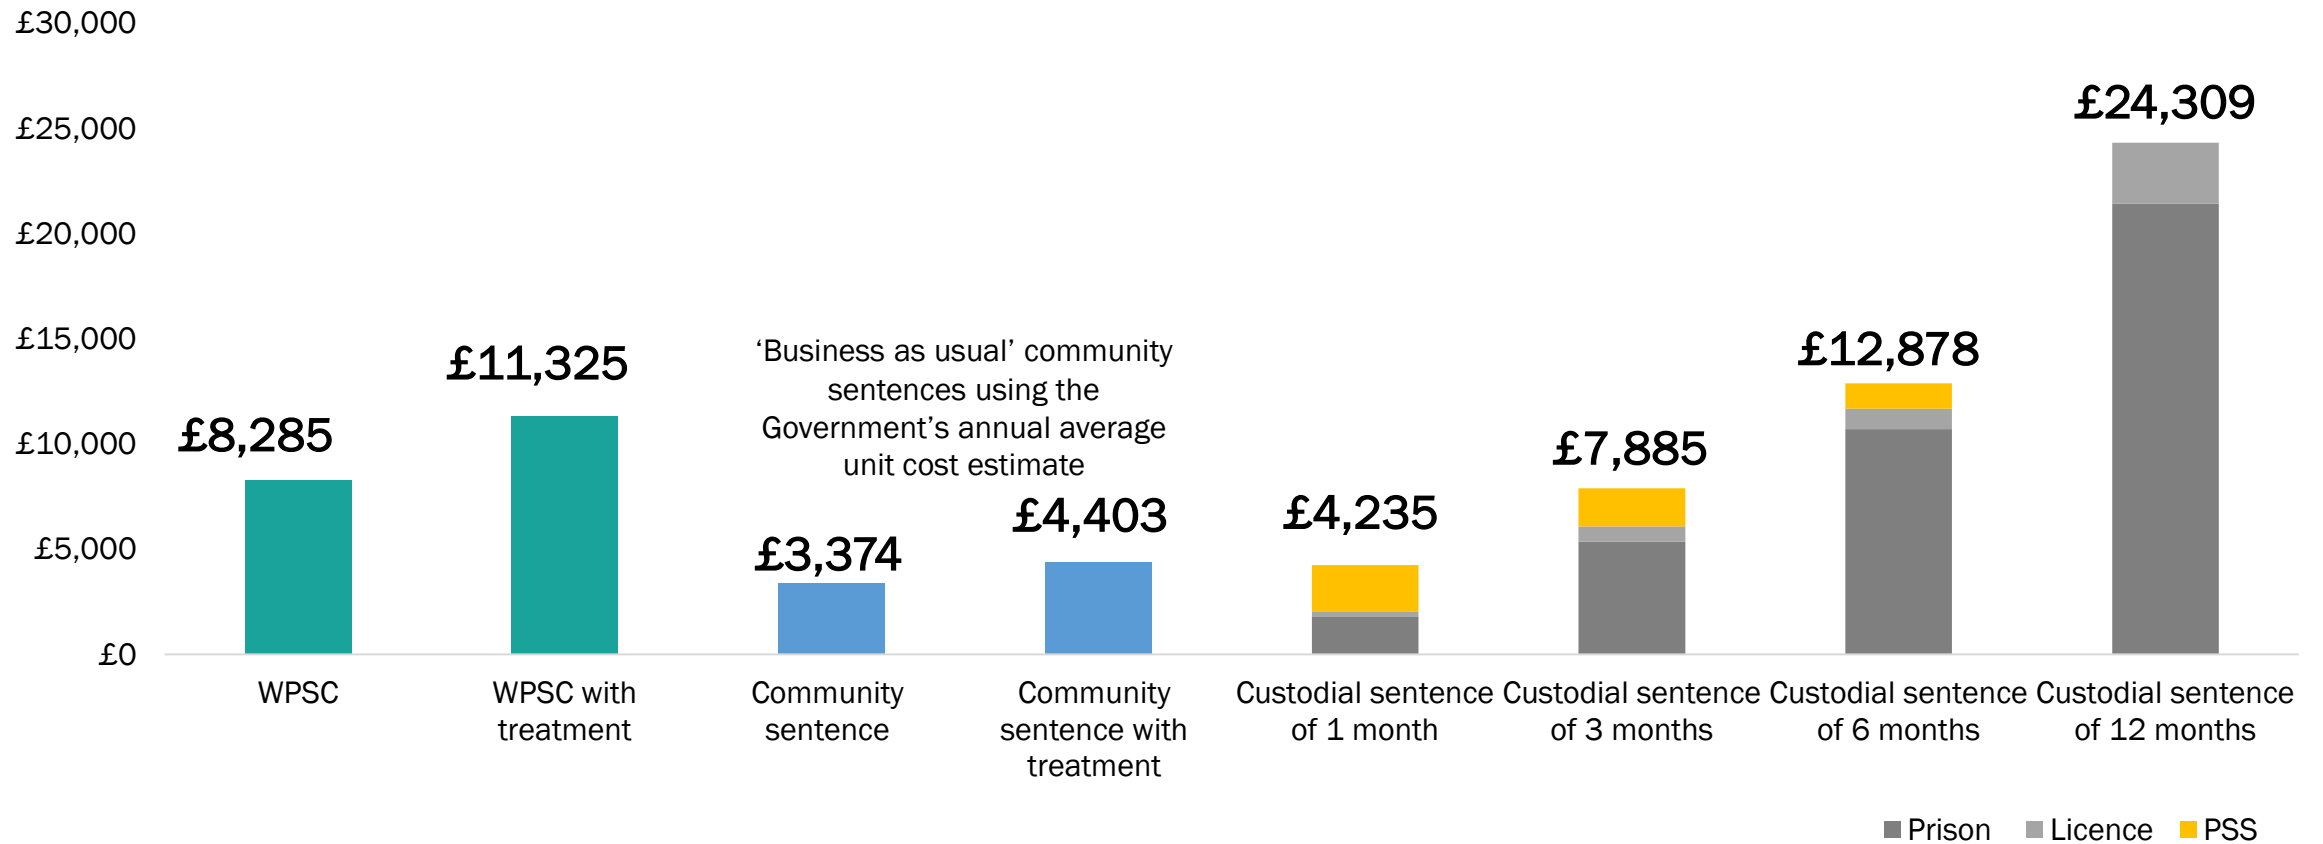 £30,000
£25,000
£20,000
£15,000
£10,000
£5,000
£0
£8,285
£11,325
‘Business as usual’ community
sentences using the
Government’s annual average
unit cost estimate
£3,374
£4,403
£4,235
£7,885
£12,878
£24,309
WPSC
WPSC with
treatment
Community
sentence
Community
sentence with
treatment
Custodial sentence
of 1 month
Custodial sentence
of 3 months
Custodial sentence
of 6 months
Custodial sentence
of 12 months
Prison
Licence
PSS